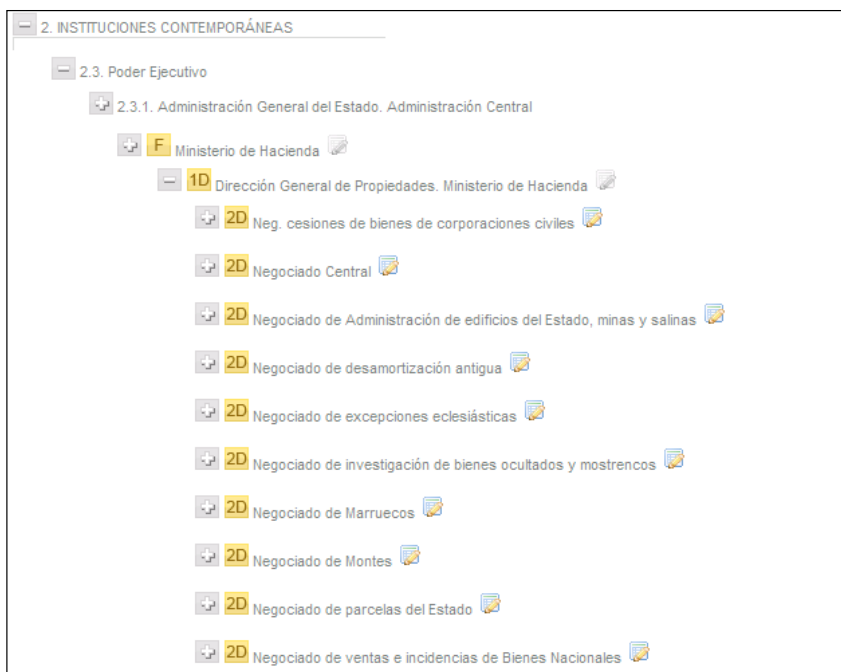 2. INSTITUCIONES CONTEMPORÁNEAS
2.3. Poder Ejecutivo
2.3.1. Administración General del Estado. Administración Central
F Ministerio de Hacienda
1D Dirección General de Propiedades. Ministerio de Hacienda
2D Neg. cesiones de bienes de corporaciones civiles
2D Negociado Central
2D Negociado de Administración de edificios del Estado, minas y salinas
2D Negociado de desamortización antigua
2D Negociado de excepciones eclesiásticas
2D Negociado de investigación de bienes ocultados y mostrencos
2D Negociado de Marruecos
2D Negociado de Montes
2D Negociado de parcelas del Estado
2D Negociado de ventas e incidencias de Bienes Nacionales